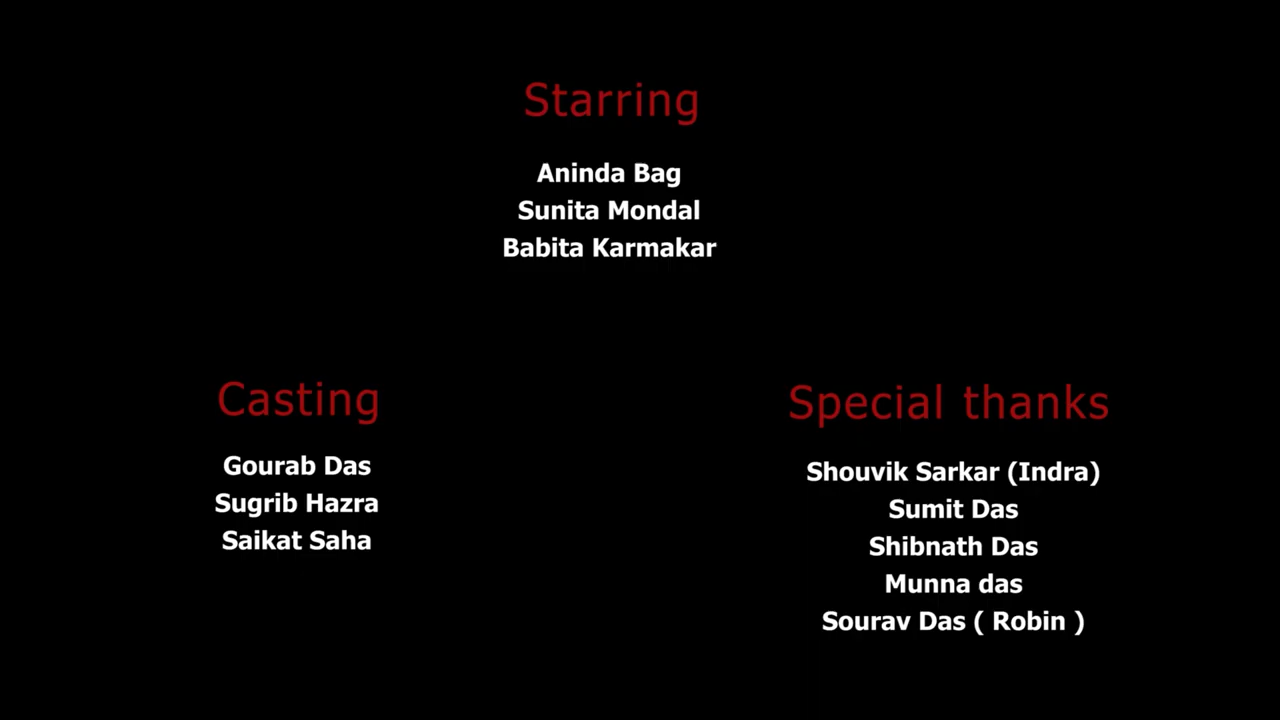 Starring
Aninda Bag
Sunita Mondal
Babita Karmakar
Casting
Gourab Das
Sugrib Hazra
Saikat Saha
Special thanks
Shouvik Sarkar (Indra)
Sumit Das
Shibnath Das
Munna das
Sourav Das ( Robin )